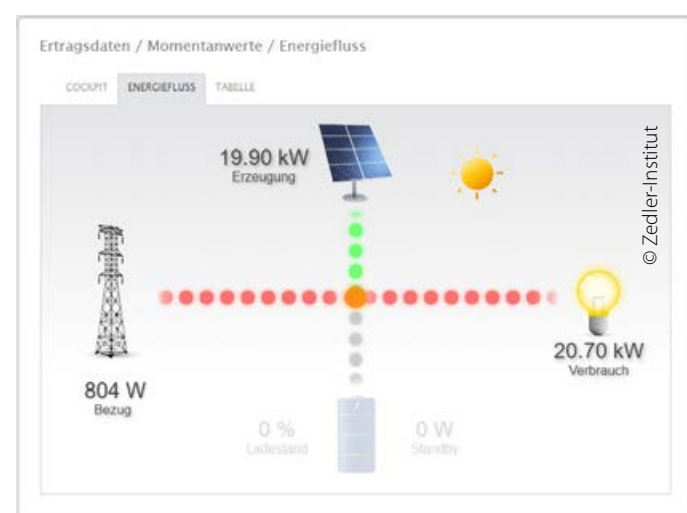 Ertragsdaten / Momentanwerte / Energiefluss
COCKPIT ENERGIEFLUSS TABELLE
19.90 kW
Erzeugung
© Zedler-Institut
804 W
Bezug
20.70 kW
Verbrauch
0 %
Ladestand
0 W
Standby